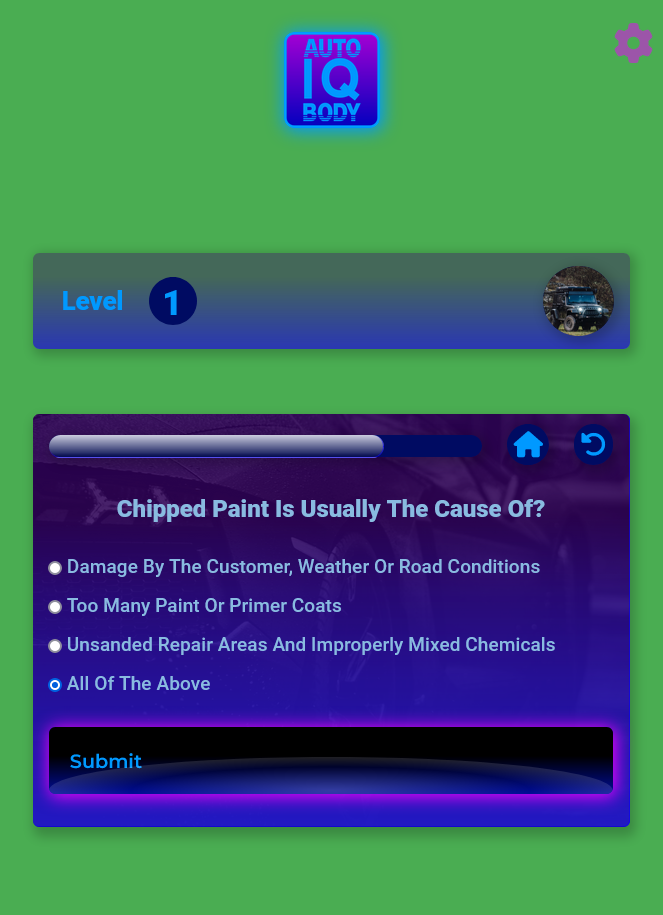 AUTO
IQ
BODY
Level 1
Chipped Paint Is Usually The Cause Of?
Damage By The Customer, Weather Or Road Conditions
Too Many Paint Or Primer Coats
Unsanded Repair Areas And Improperly Mixed Chemicals
All Of The Above
Submit